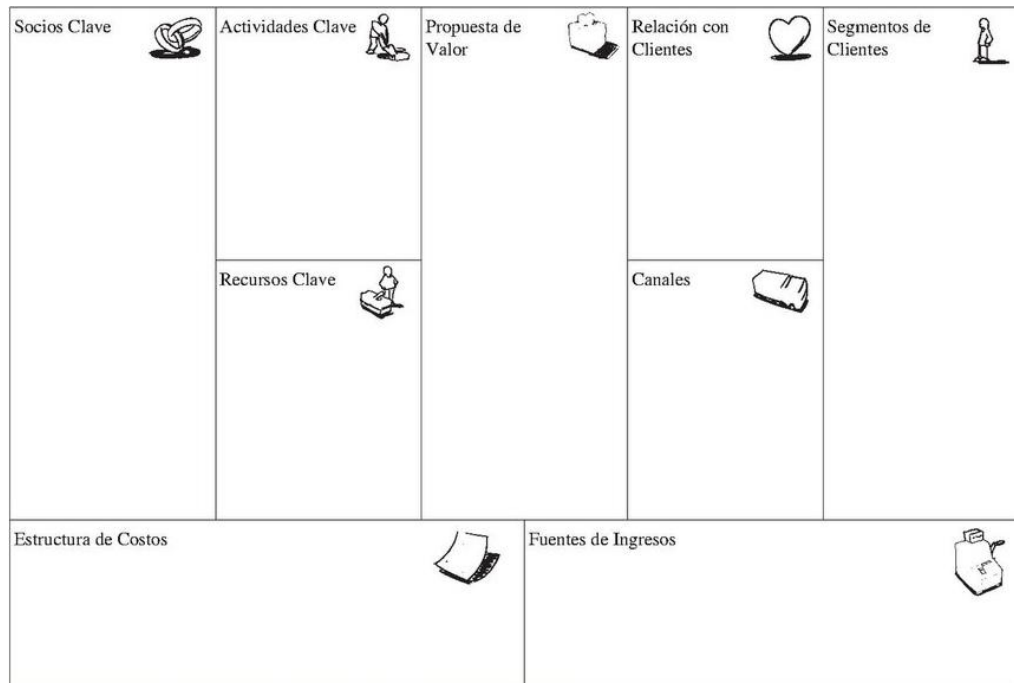 Socios Clave
Actividades Clave
Propuesta de
Valor
Relación con
Clientes
Segmentos de
Clientes
Recursos Clave
Canales
Estructura de Costos
Fuentes de Ingresos